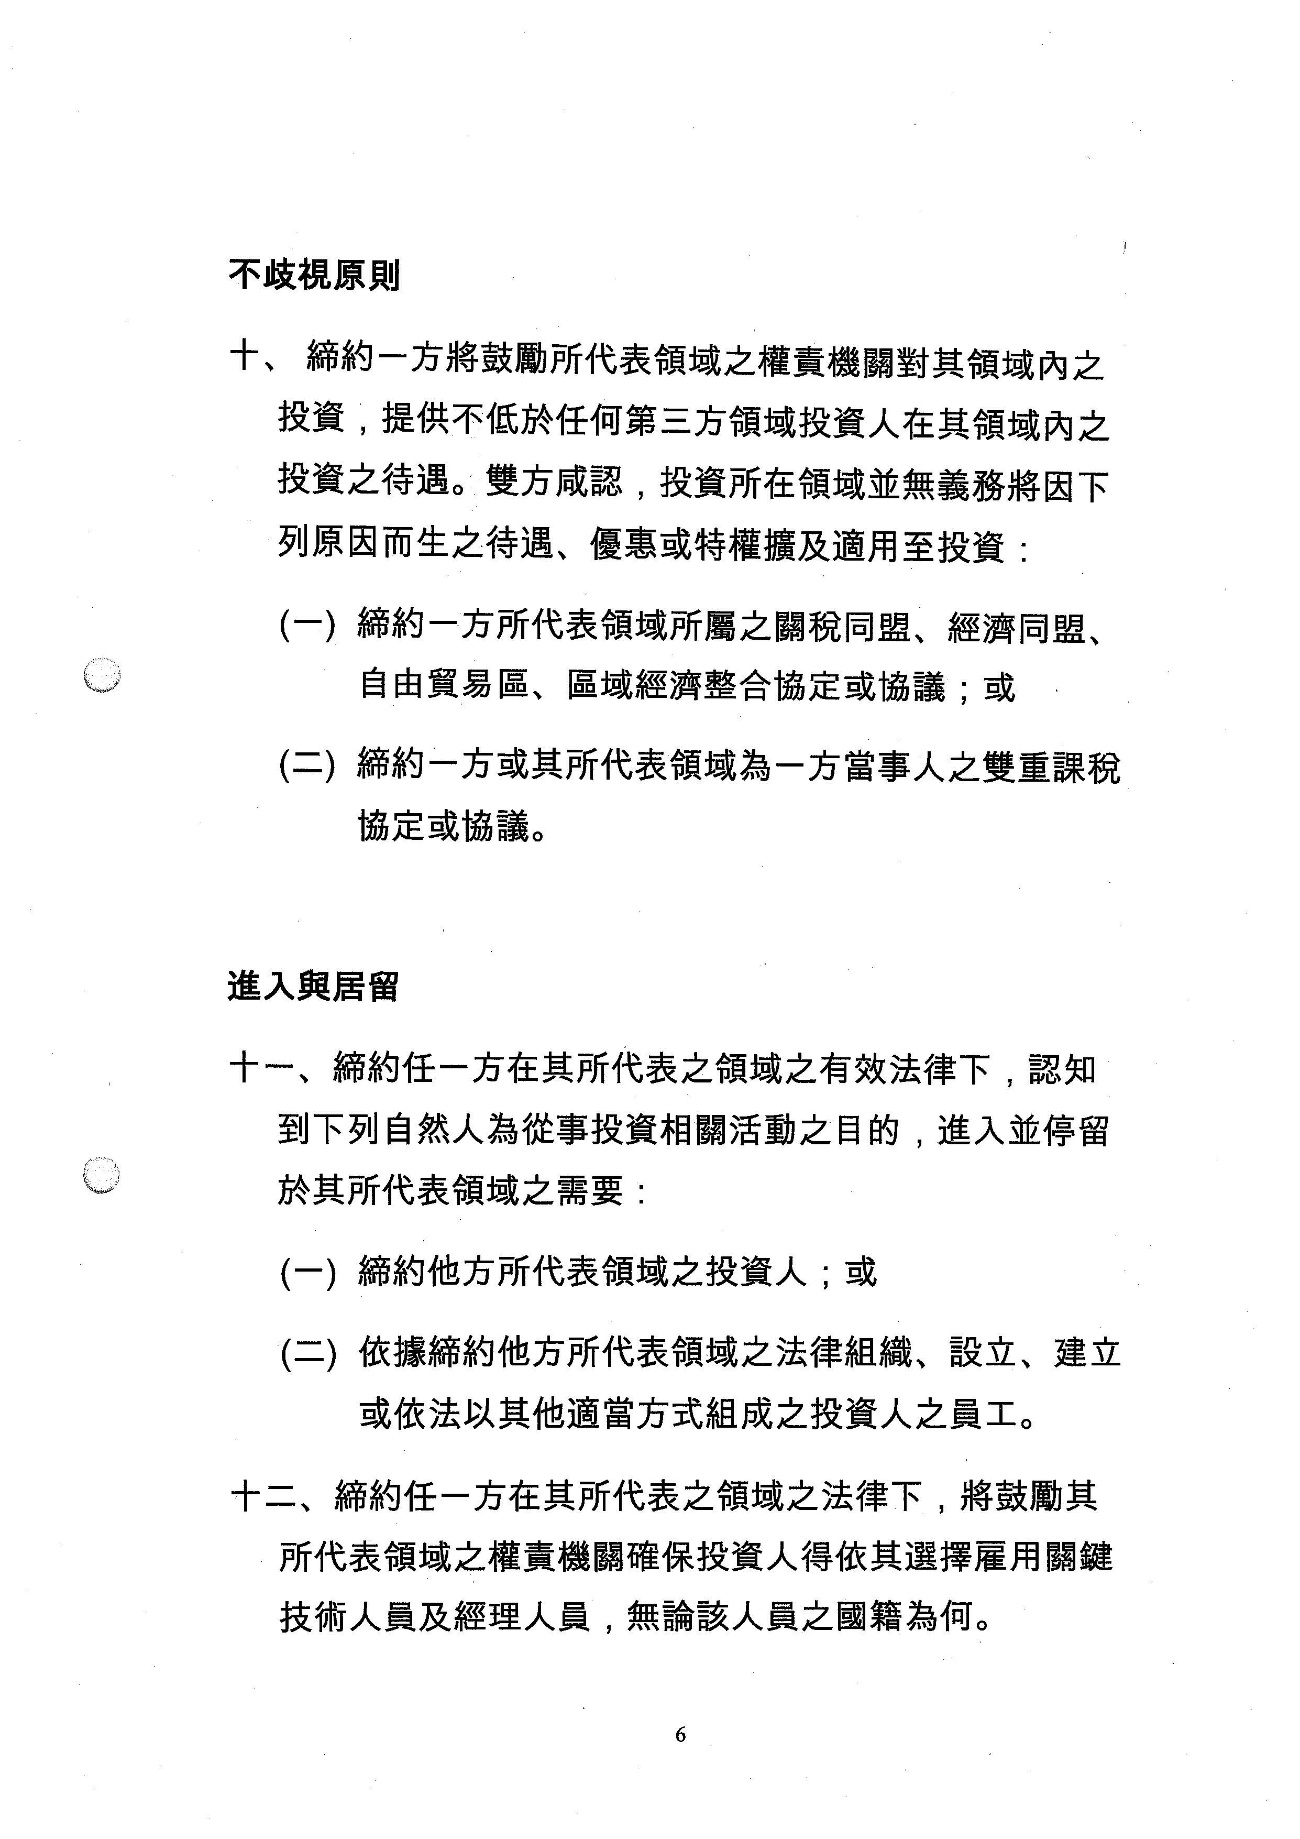 不歧視原則
十、 締約一方將鼓勵所代表領域之權責機關對其領域內之
投資，提供不低於任何第三方領域投資人在其領域內之
投資之待遇。雙方咸認，投資所在領域並無義務將因下
列原因而生之待遇、優惠或特權擴及適用至投資：
(一) 締約一方所代表領域所屬之關稅同盟、經濟同盟、
自由貿易區、區域經濟整合協定或協議；或
(二) 締約一方或其所代表領域為一方當事人之雙重課稅
協定或協議。
進入與居留
十一、締約任一方在其所代表之領域之有效法律下，認知
到下列自然人為從事投資相關活動之目的，進入並停留
於其所代表領域之需要：
(一) 締約他方所代表領域之投資人；或
(二) 依據締約他方所代表領域之法律組織、設立、建立
或依法以其他適當方式組成之投資人之員工。
十二、締約任一方在其所代表之領域之法律下，將鼓勵其
所代表領域之權責機關確保投資人得依其選擇雇用關鍵
技術人員及經理人員，無論該人員之國籍為何。
6